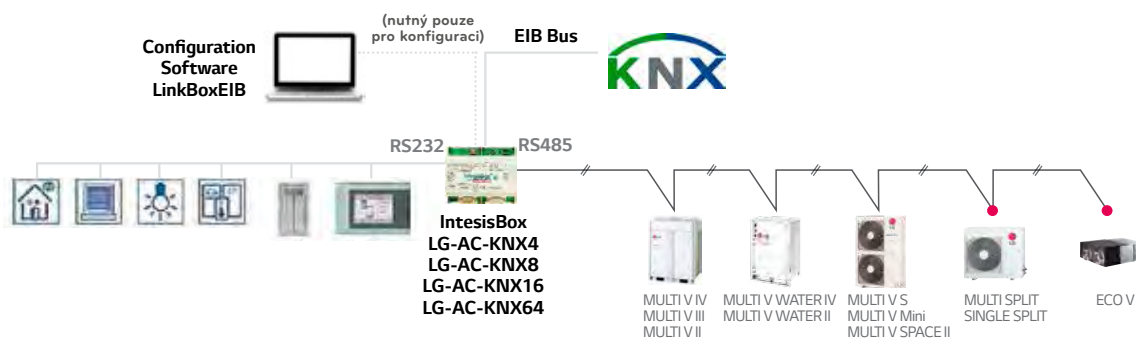 (nutný pouze
pro konfiguraci)
Configuration
Software
LinkBoxEIB
EIB Bus
KNX
RS232
RS485
IntesisBox
LG-AC-KNX4
LG-AC-KNX8
LG-AC-KNX16
LG-AC-KNX64
MULTI V IV
MULTI V III
MULTI V II
MULTI V WATER IV
MULTI V WATER II
MULTI V S
MULTI V Mini
MULTI V SPACE II
MULTI SPLIT
SINGLE SPLIT
ECO V